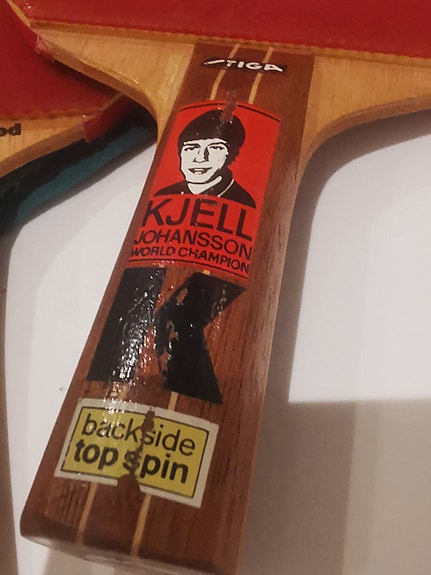 STIGA
KJELL
JOHANSSON
WORLD CHAMPION
K
backside
top spin